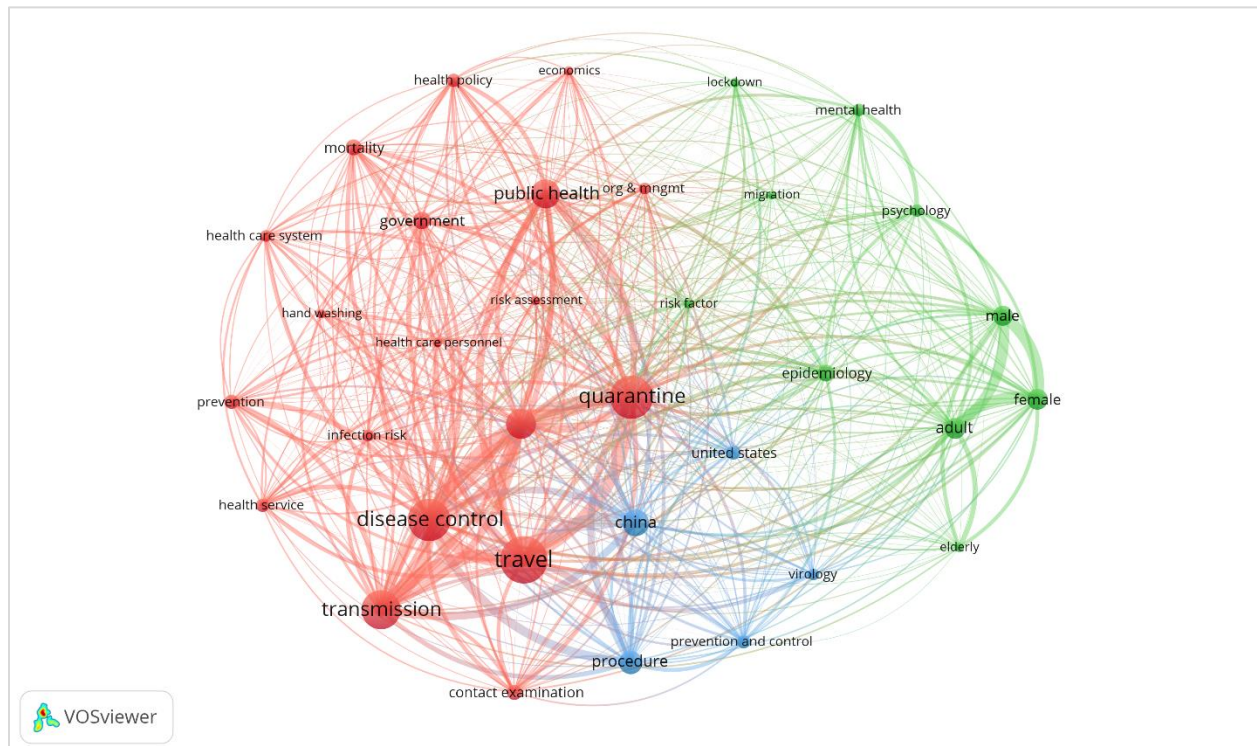 economics
health policy
lockdown
mental health
mortality
public health
org & mngmt
migration
psychology
government
health care system
risk assessment
risk factor
hand washing
male
health care personnel
epidemiology
quarantine
female
prevention
adult
infection risk
united states
health service
disease control
china
elderly
travel
virology
transmission
prevention and control
procedure
contact examination
VOSviewer